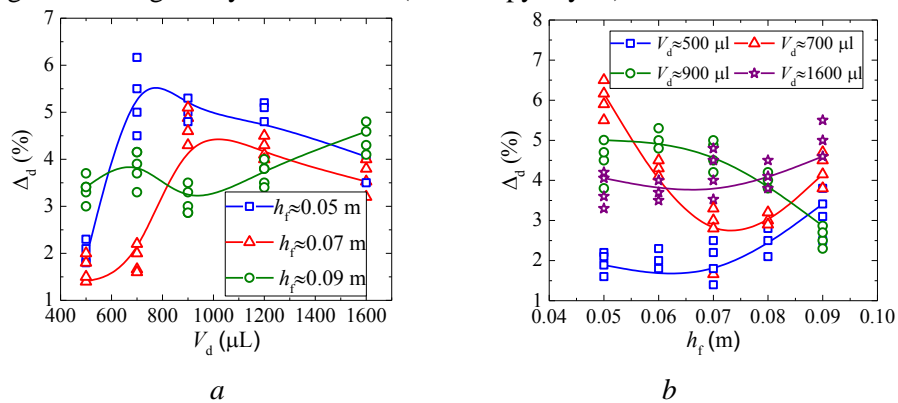 7
6
5
4
3
2
1
Δd (%)
400 600 800 1000 1200 1400 1600
Vd (μL)
hf≈0.05 m
hf≈0.07 m
hf≈0.09 m
a
8
7
6
5
4
3
2
1
Δd (%)
Vd≈500 μl Vd≈700 μl
Vd≈900 μl Vd≈1600 μl
0.04 0.05 0.06 0.07 0.08 0.09 0.10
hf (m)
b